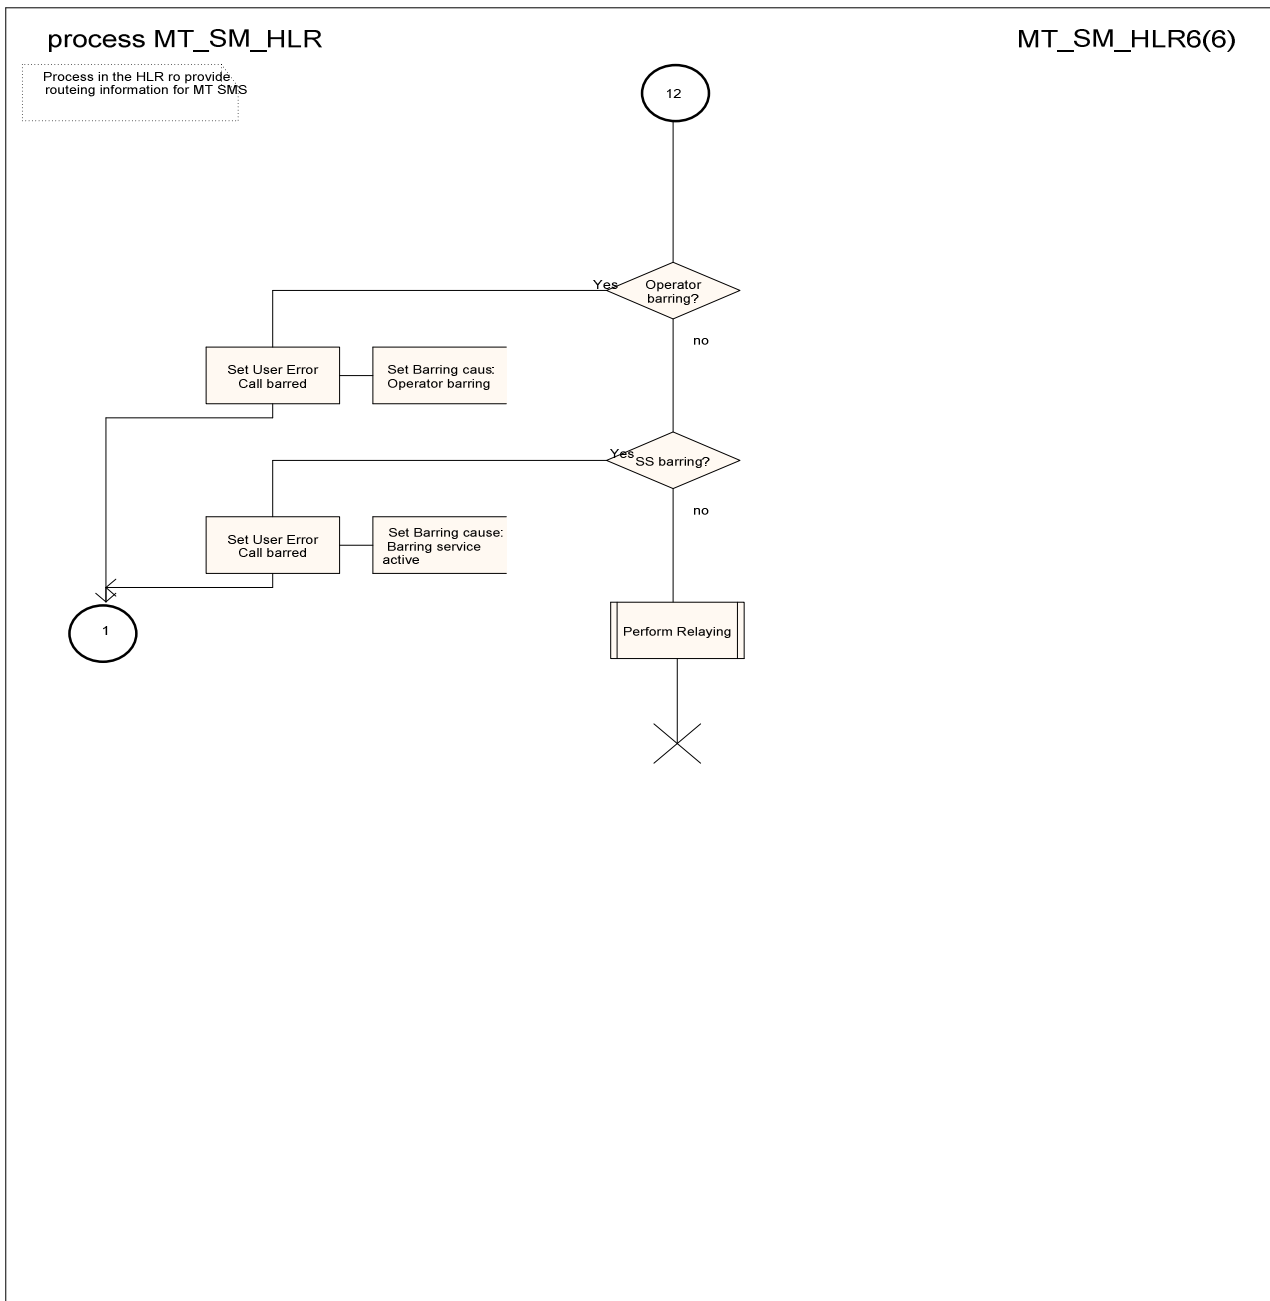 process MT_SM_HLR
MT_SM_HLR6(6)
Process in the HLR ro provide
routeing information for MT SMS
12
Yes
Operator
barring?
no
Set User Error
Call barred
Set Barring caus:
Operator barring
Yes
SS barring?
no
Set User Error
Call barred
Set Barring cause:
Barring service
active
1
Perform Relaying